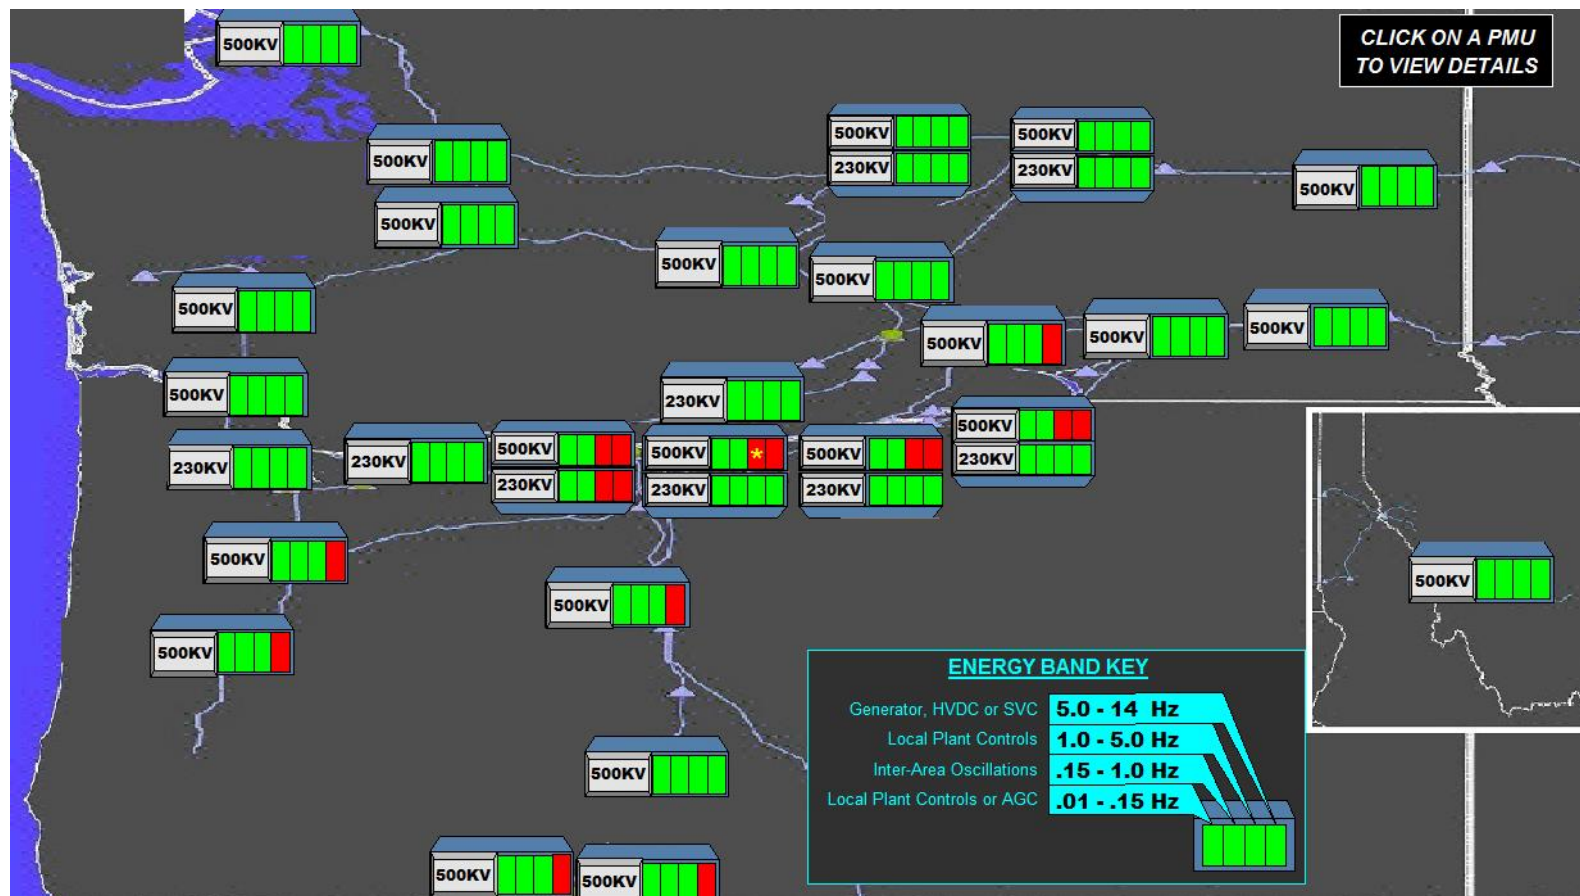 500KV
CLICK ON A PMU
TO VIEW DETAILS
500KV
230KV
500KV
230KV
500KV
500KV
500KV
500KV
500KV
500KV
500KV
500KV
500KV
500KV
500KV
230KV
230KV
230KV
500KV
230KV
500KV
*
230KV
500KV
230KV
500KV
230KV
500KV
500KV
500KV
500KV
500KV
500KV
500KV
ENERGY BAND KEY
Generator, HVDC or SVC 5.0 - 14 Hz
Local Plant Controls 1.0 - 5.0 Hz
Inter-Area Oscillations .15 - 1.0 Hz
Local Plant Controls or AGC .01 - .15 Hz